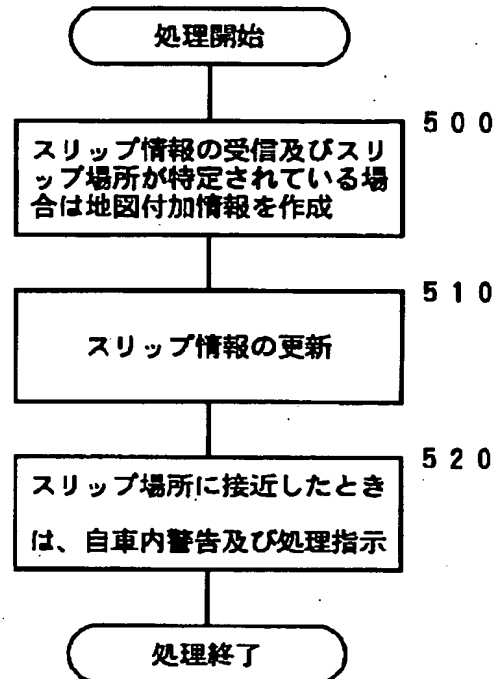 処理開始
500
スリップ情報の受信及びスリ
ップ場所が特定されている場
合は地図付加情報を作成
510
スリップ情報の更新
520
スリップ場所に接近したとき
は、自車内警告及び処理指示
処理終了